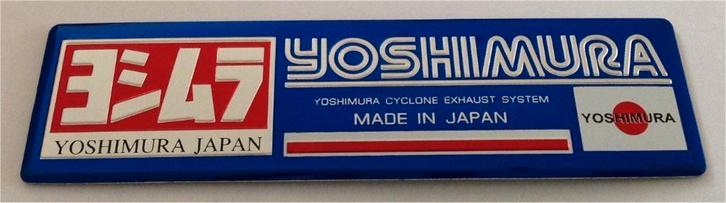 ヨシムラ
YOSHIMURA JAPAN
YOSHIMURA
YOSHIMURA CYCLONE EXHAUST SYSTEM
MADE IN JAPAN
YOSHIMURA